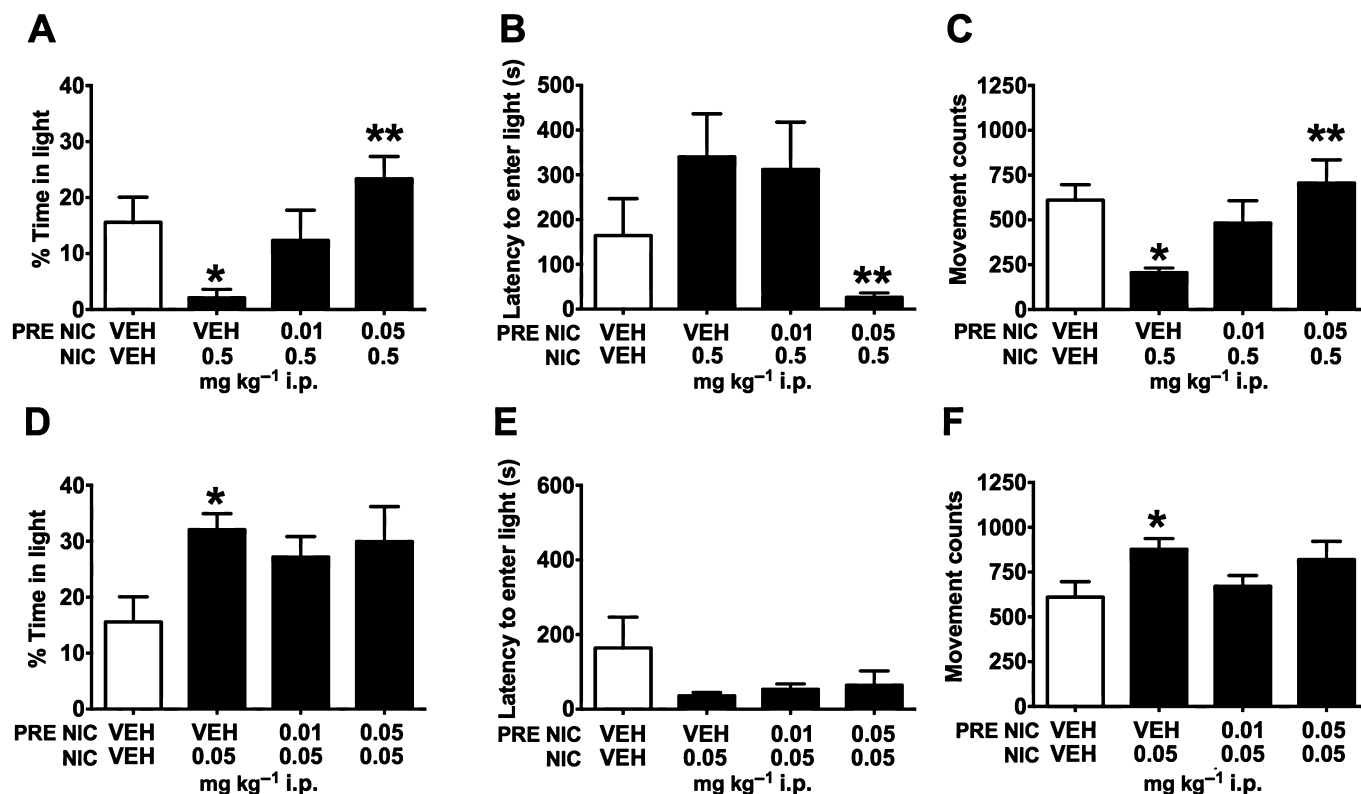 A
% Time in light
40
30
20
10
0
*
**
PRE NIC VEH VEH 0.01 0.05
NIC VEH 0.5 0.5 0.5
mg kg⁻¹ i.p.
B
Latency to enter light (s)
500
400
300
200
100
0
**
PRE NIC VEH VEH 0.01 0.05
NIC VEH 0.5 0.5 0.5
mg kg⁻¹ i.p.
C
Movement counts
1250
1000
750
500
250
0
*
**
PRE NIC VEH VEH 0.01 0.05
NIC VEH 0.5 0.5 0.5
mg kg⁻¹ i.p.
D
% Time in light
40
30
20
10
0
*
PRE NIC VEH VEH 0.01 0.05
NIC VEH 0.05 0.05 0.05
mg kg⁻¹ i.p.
E
Latency to enter light (s)
600
400
200
0
PRE NIC VEH VEH 0.01 0.05
NIC VEH 0.05 0.05 0.05
mg kg⁻¹ i.p.
F
Movement counts
1250
1000
750
500
250
0
*
PRE NIC VEH VEH 0.01 0.05
NIC VEH 0.05 0.05 0.05
mg kg⁻¹ i.p.